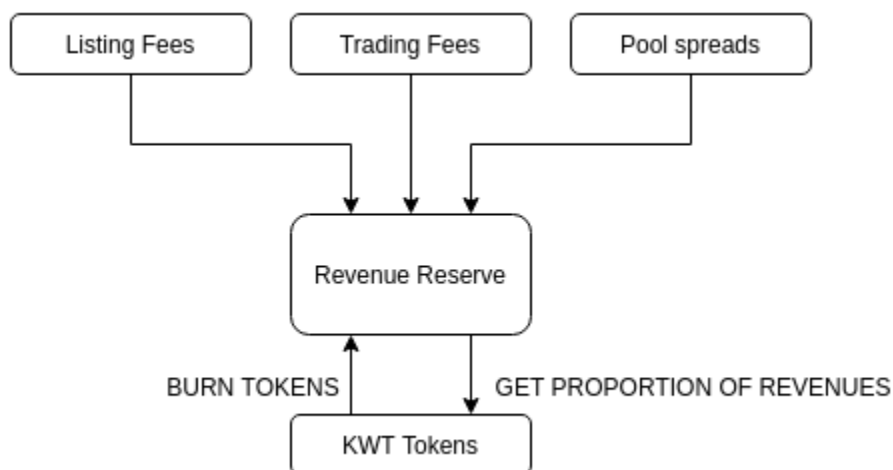 Listing Fees
Trading Fees
Pool spreads
Revenue Reserve
BURN TOKENS
GET PROPORTION OF REVENUES
KWT Tokens